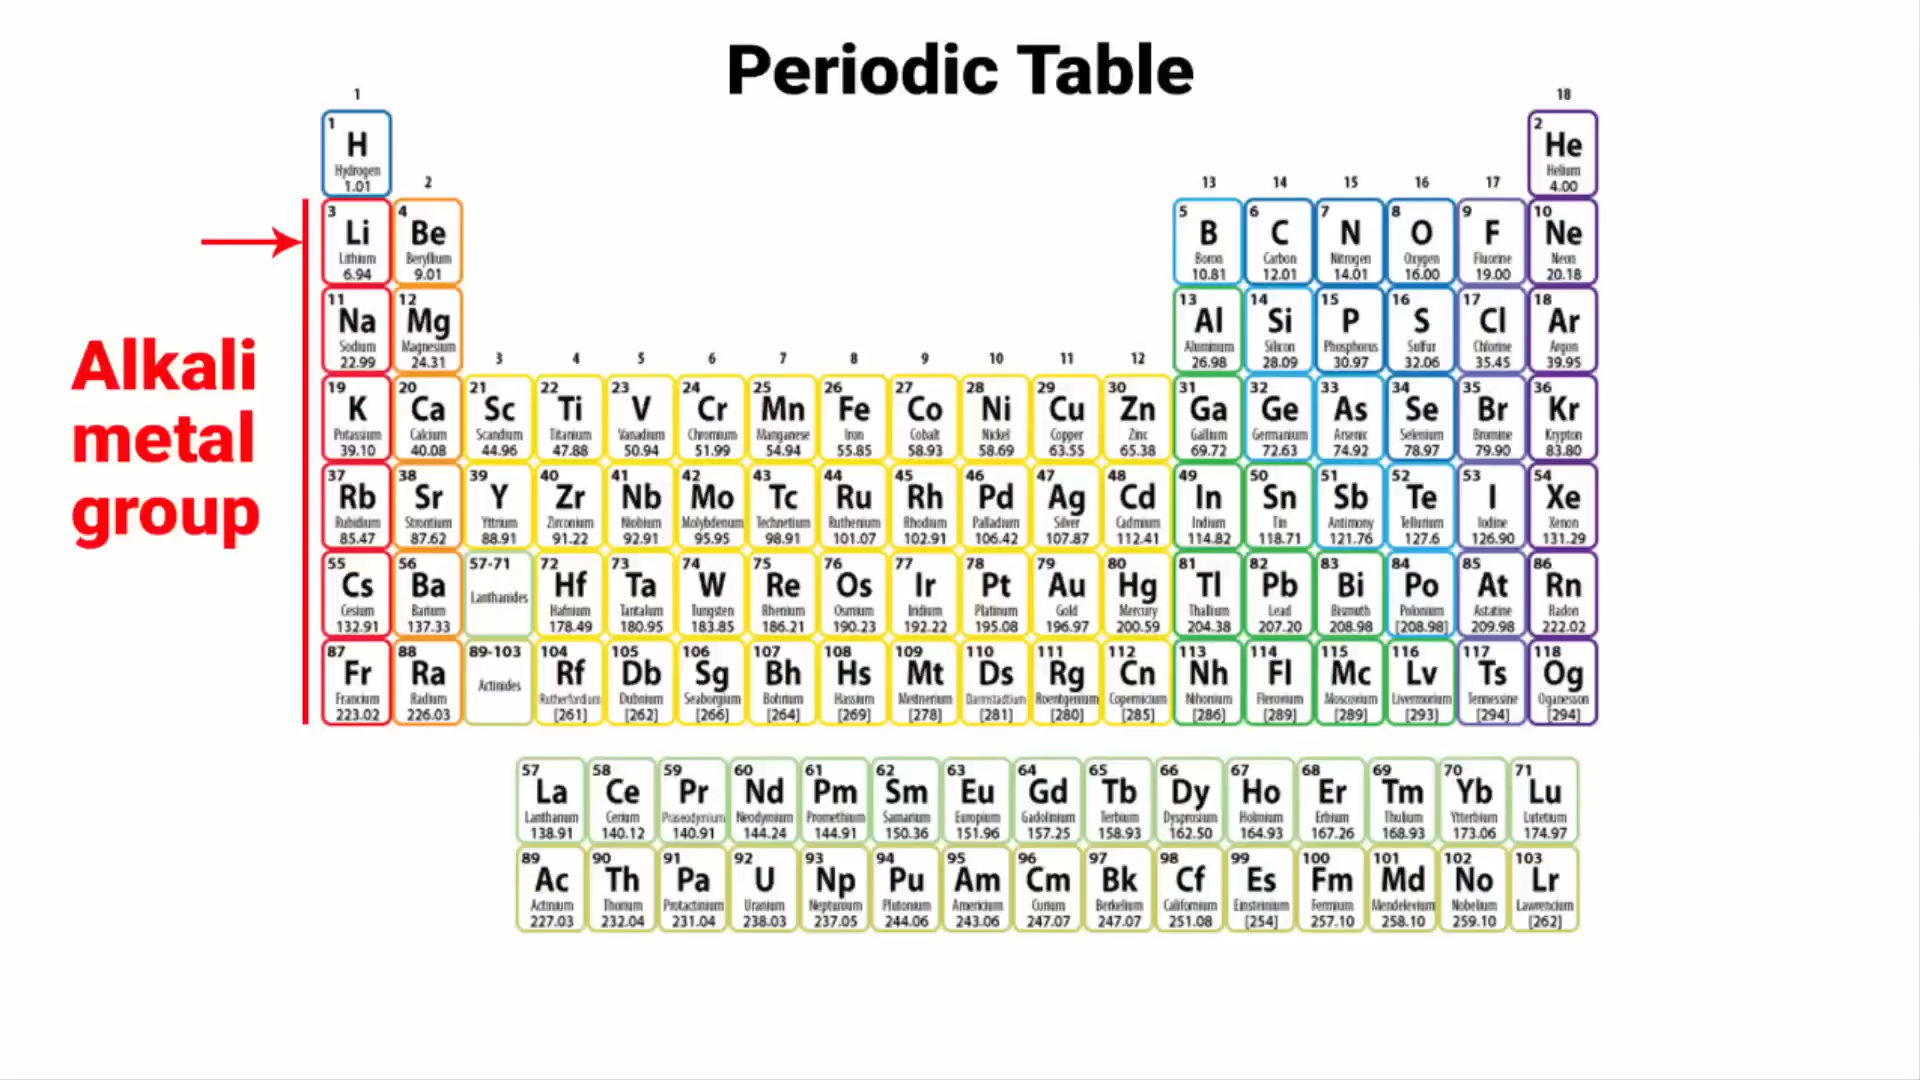 Periodic Table
1 18
1 2
H He
Hydrogen Helium
1.01 2 13 14 15 16 17 4.00
3 4 5 6 7 8 9 10
Li Be B C N O F Ne
Lithium Beryllium Boron Carbon Nitrogen Oxygen Fluorine Neon
6.94 9.01 10.81 12.01 14.01 16.00 19.00 20.18
11 12 13 14 15 16 17 18
Na Mg Al Si P S Cl Ar
Sodium Magnesium Aluminum Silicon Phosphorus Sulfur Chlorine Argon
22.99 24.31 3 4 5 6 7 8 9 10 11 12 26.98 28.09 30.97 32.06 35.45 39.95
Alkali
metal
group
19 20 21 22 23 24 25 26 27 28 29 30 31 32 33 34 35 36
K Ca Sc Ti V Cr Mn Fe Co Ni Cu Zn Ga Ge As Se Br Kr
Potassium Calcium Scandium Titanium Vanadium Chromium Manganese Iron Cobalt Nickel Copper Zinc Gallium Germanium Arsenic Selenium Bromine Krypton
39.10 40.08 44.96 47.88 50.94 51.99 54.94 55.85 58.93 58.69 63.55 65.38 69.72 72.63 74.92 78.97 79.90 83.80
37 38 39 40 41 42 43 44 45 46 47 48 49 50 51 52 53 54
Rb Sr Y Zr Nb Mo Tc Ru Rh Pd Ag Cd In Sn Sb Te I Xe
Rubidium Strontium Yttrium Zirconium Niobium Molybdenum Technetium Ruthenium Rhodium Palladium Silver Cadmium Indium Tin Antimony Tellurium Iodine Xenon
85.47 87.62 88.91 91.22 92.91 95.95 98.91 101.07 102.91 106.42 107.87 112.41 114.82 118.71 121.76 127.6 126.90 131.29
55 56 57-71 72 73 74 75 76 77 78 79 80 81 82 83 84 85 86
Cs Ba Lanthanides Hf Ta W Re Os Ir Pt Au Hg Tl Pb Bi Po At Rn
Cesium Barium Hafnium Tantalum Tungsten Rhenium Osmium Iridium Platinum Gold Mercury Thallium Lead Bismuth Polonium Astatine Radon
132.91 137.33 178.49 180.95 183.85 186.21 190.23 192.22 195.08 196.97 200.59 204.38 207.20 208.98 [208.98] 209.98 222.02
87 88 89-103 104 105 106 107 108 109 110 111 112 113 114 115 116 117 118
Fr Ra Actinides Rf Db Sg Bh Hs Mt Ds Rg Cn Nh Fl Mc Lv Ts Og
Francium Radium Rutherfordium Dubnium Seaborgium Bohrium Hassium Meitnerium Darmstadtium Roentgenium Copernicium Nihonium Flerovium Moscovium Livermorium Tennessine Oganesson
223.02 226.03 [261] [262] [266] [264] [269] [278] [281] [280] [285] [286] [289] [289] [293] [294] [294]
57 58 59 60 61 62 63 64 65 66 67 68 69 70 71
La Ce Pr Nd Pm Sm Eu Gd Tb Dy Ho Er Tm Yb Lu
Lanthanum Cerium Praseodymium Neodymium Promethium Samarium Europium Gadolinium Terbium Dysprosium Holmium Erbium Thulium Ytterbium Lutetium
138.91 140.12 140.91 144.24 144.91 150.36 151.96 157.25 158.93 162.50 164.93 167.26 168.93 173.06 174.97
89 90 91 92 93 94 95 96 97 98 99 100 101 102 103
Ac Th Pa U Np Pu Am Cm Bk Cf Es Fm Md No Lr
Actinium Thorium Protactinium Uranium Neptunium Plutonium Americium Curium Berkelium Californium Einsteinium Fermium Mendelevium Nobelium Lawrencium
227.03 232.04 231.04 238.03 237.05 244.06 243.06 247.07 247.07 251.08 [254] 257.10 258.10 259.10 [262]